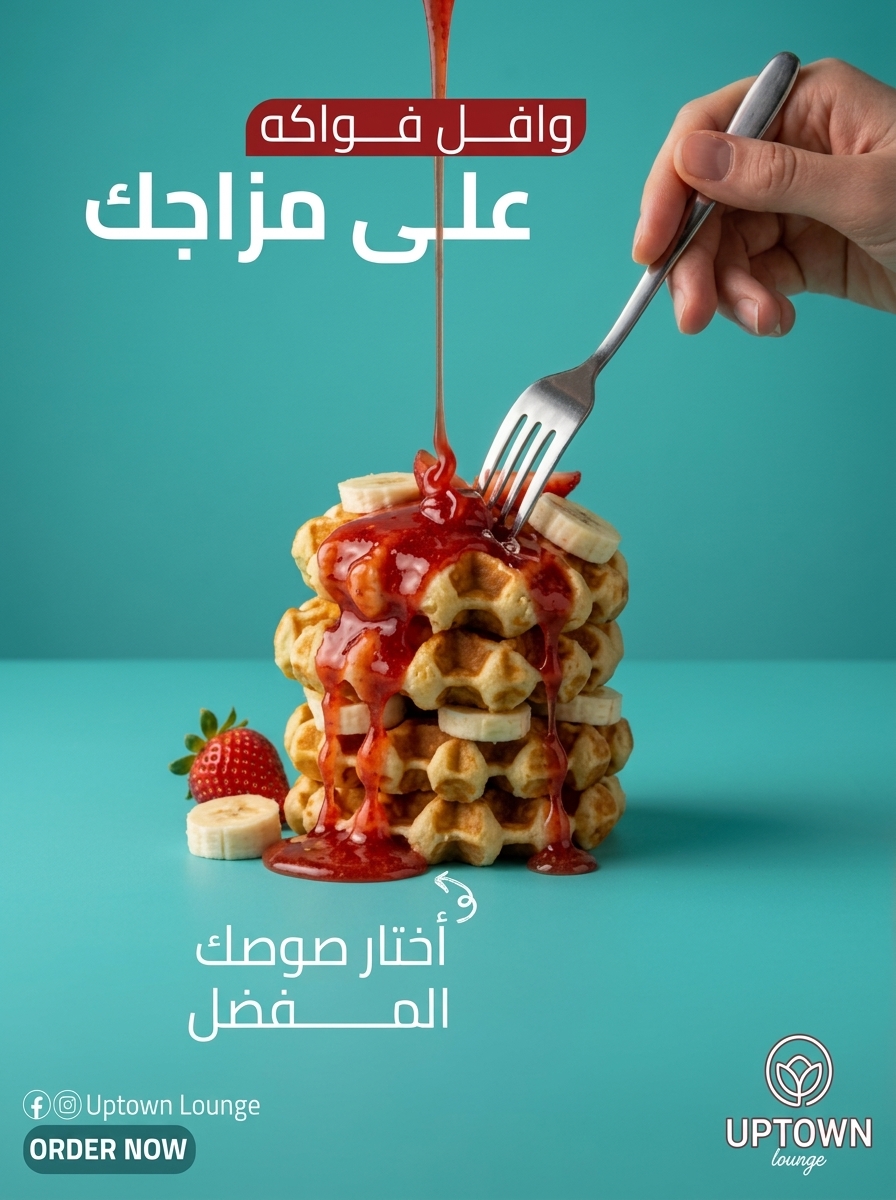 وافل فواكه
على مزاجك
أختار صوصك
المفضل
Uptown Lounge
ORDER NOW
UPTOWN
lounge